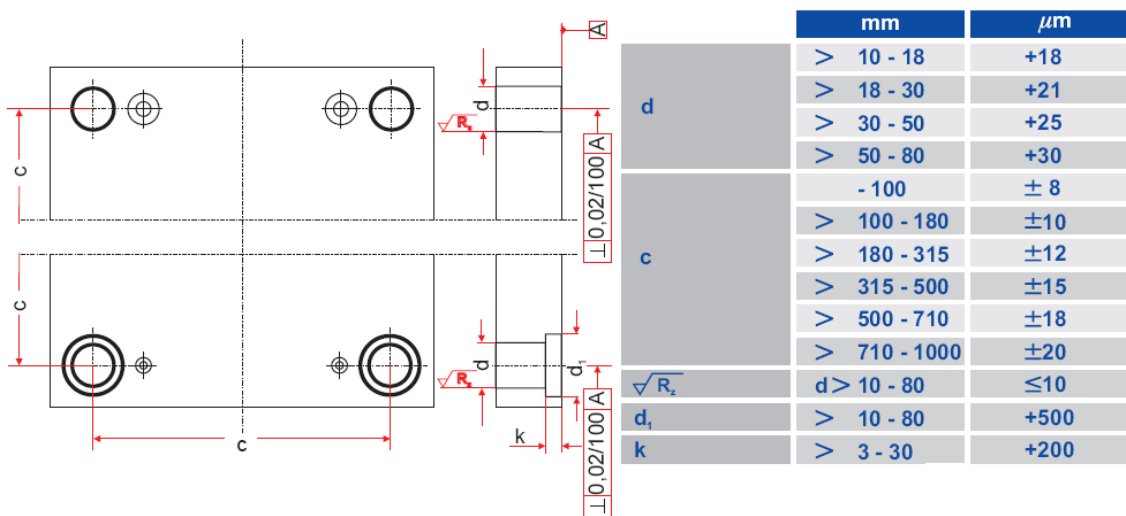 A
d
√Rz
c
⊥ 0,02/100 A
c
d
d1
√Rz
k
c
⊥ 0,02/100 A
mm μm
d
> 10 - 18 +18
> 18 - 30 +21
> 30 - 50 +25
> 50 - 80 +30
c
- 100 ± 8
> 100 - 180 ±10
> 180 - 315 ±12
> 315 - 500 ±15
> 500 - 710 ±18
> 710 - 1000 ±20
√Rz d > 10 - 80 ≤10
d1 > 10 - 80 +500
k > 3 - 30 +200